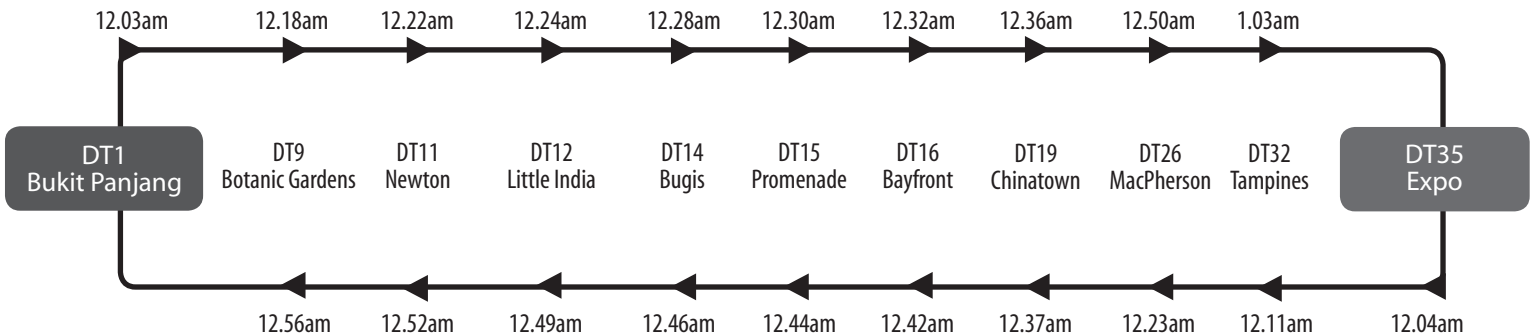 12.03am 12.18am 12.22am 12.24am 12.28am 12.30am 12.32am 12.36am 12.50am 1.03am
DT1
Bukit Panjang
DT9
Botanic Gardens
DT11
Newton
DT12
Little India
DT14
Bugis
DT15
Promenade
DT16
Bayfront
DT19
Chinatown
DT26
MacPherson
DT32
Tampines
DT35
Expo
12.56am 12.52am 12.49am 12.46am 12.44am 12.42am 12.37am 12.23am 12.11am 12.04am